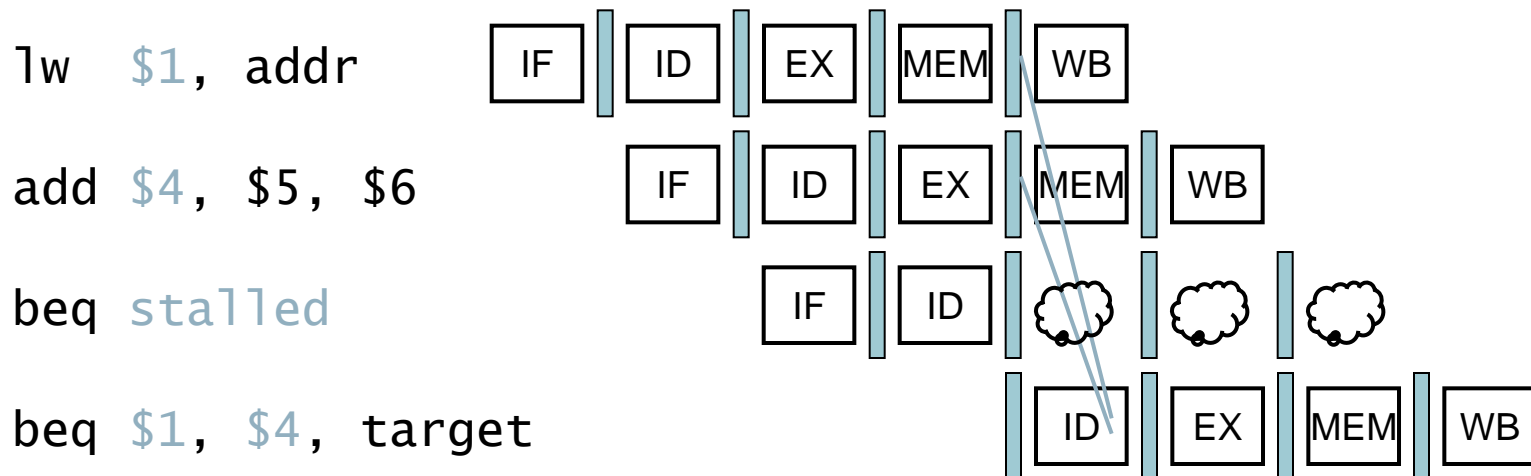 lw $1, addr IF ID EX MEM WB
add $4, $5, $6 IF ID EX MEM WB
beq stalled IF ID
beq $1, $4, target ID EX MEM WB